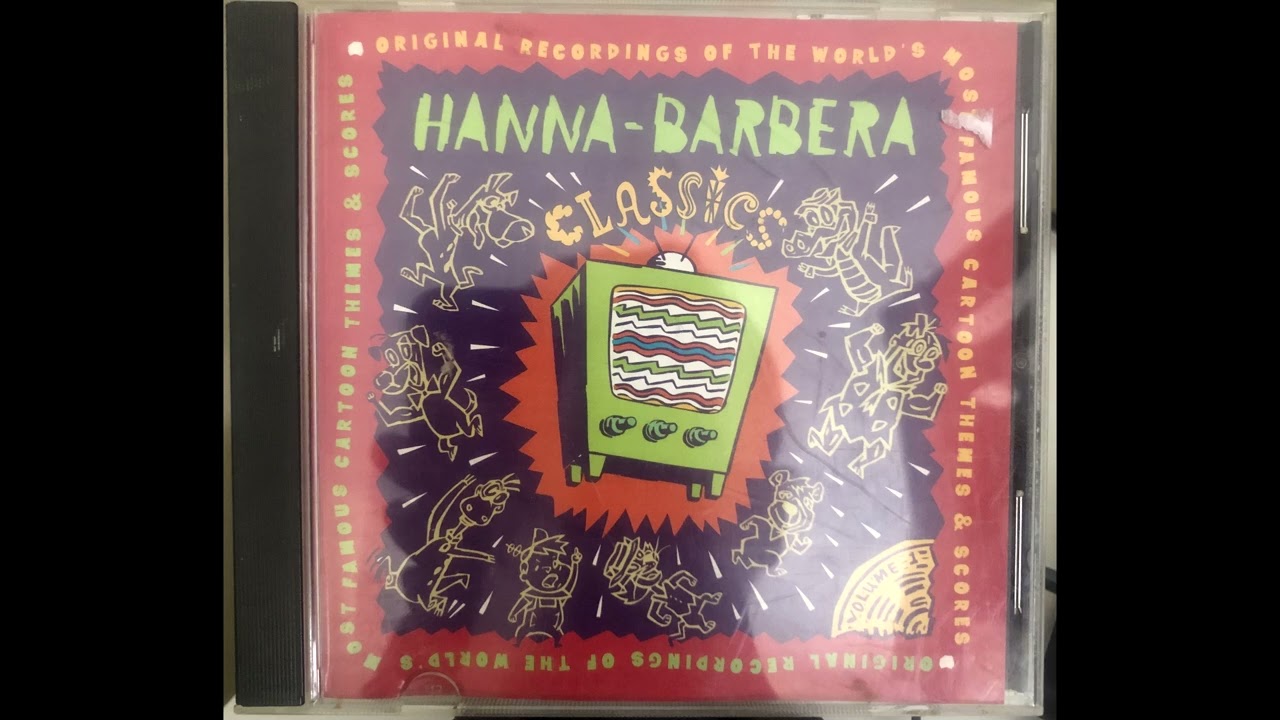 ORIGINAL RECORDINGS OF THE WORLD'S MOST FAMOUS CARTOON THEMES & SCORES
HANNA-BARBERA
CLASSICS
VOLUME 1
ORIGINAL RECORDINGS OF THE WORLD'S MOST FAMOUS CARTOON THEMES & SCORES